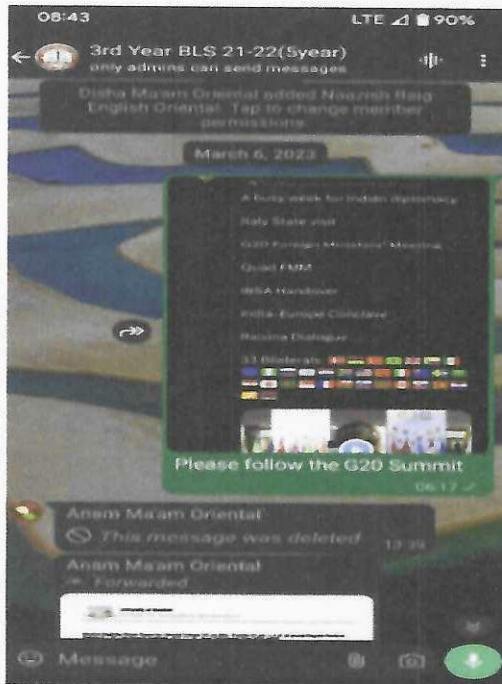 08:43 LTE 90%
3rd Year BLS 21-22(5year)
only admins can send messages
Disha Ma'am Oriental added Naazrish Baig
English Oriental. Tap to change member
permissions.
March 6, 2023
A busy week for Indian diplomacy
Italy State visit
G20 Foreign Ministers' Meeting
Quad FMM
IBSA Handover
India-Europe Conclave
Raisina Dialogue
33 Bilaterals
Please follow the G20 Summit
06:17
Anam Ma'am Oriental
This message was deleted 13:39
Anam Ma'am Oriental
Forwarded
Message